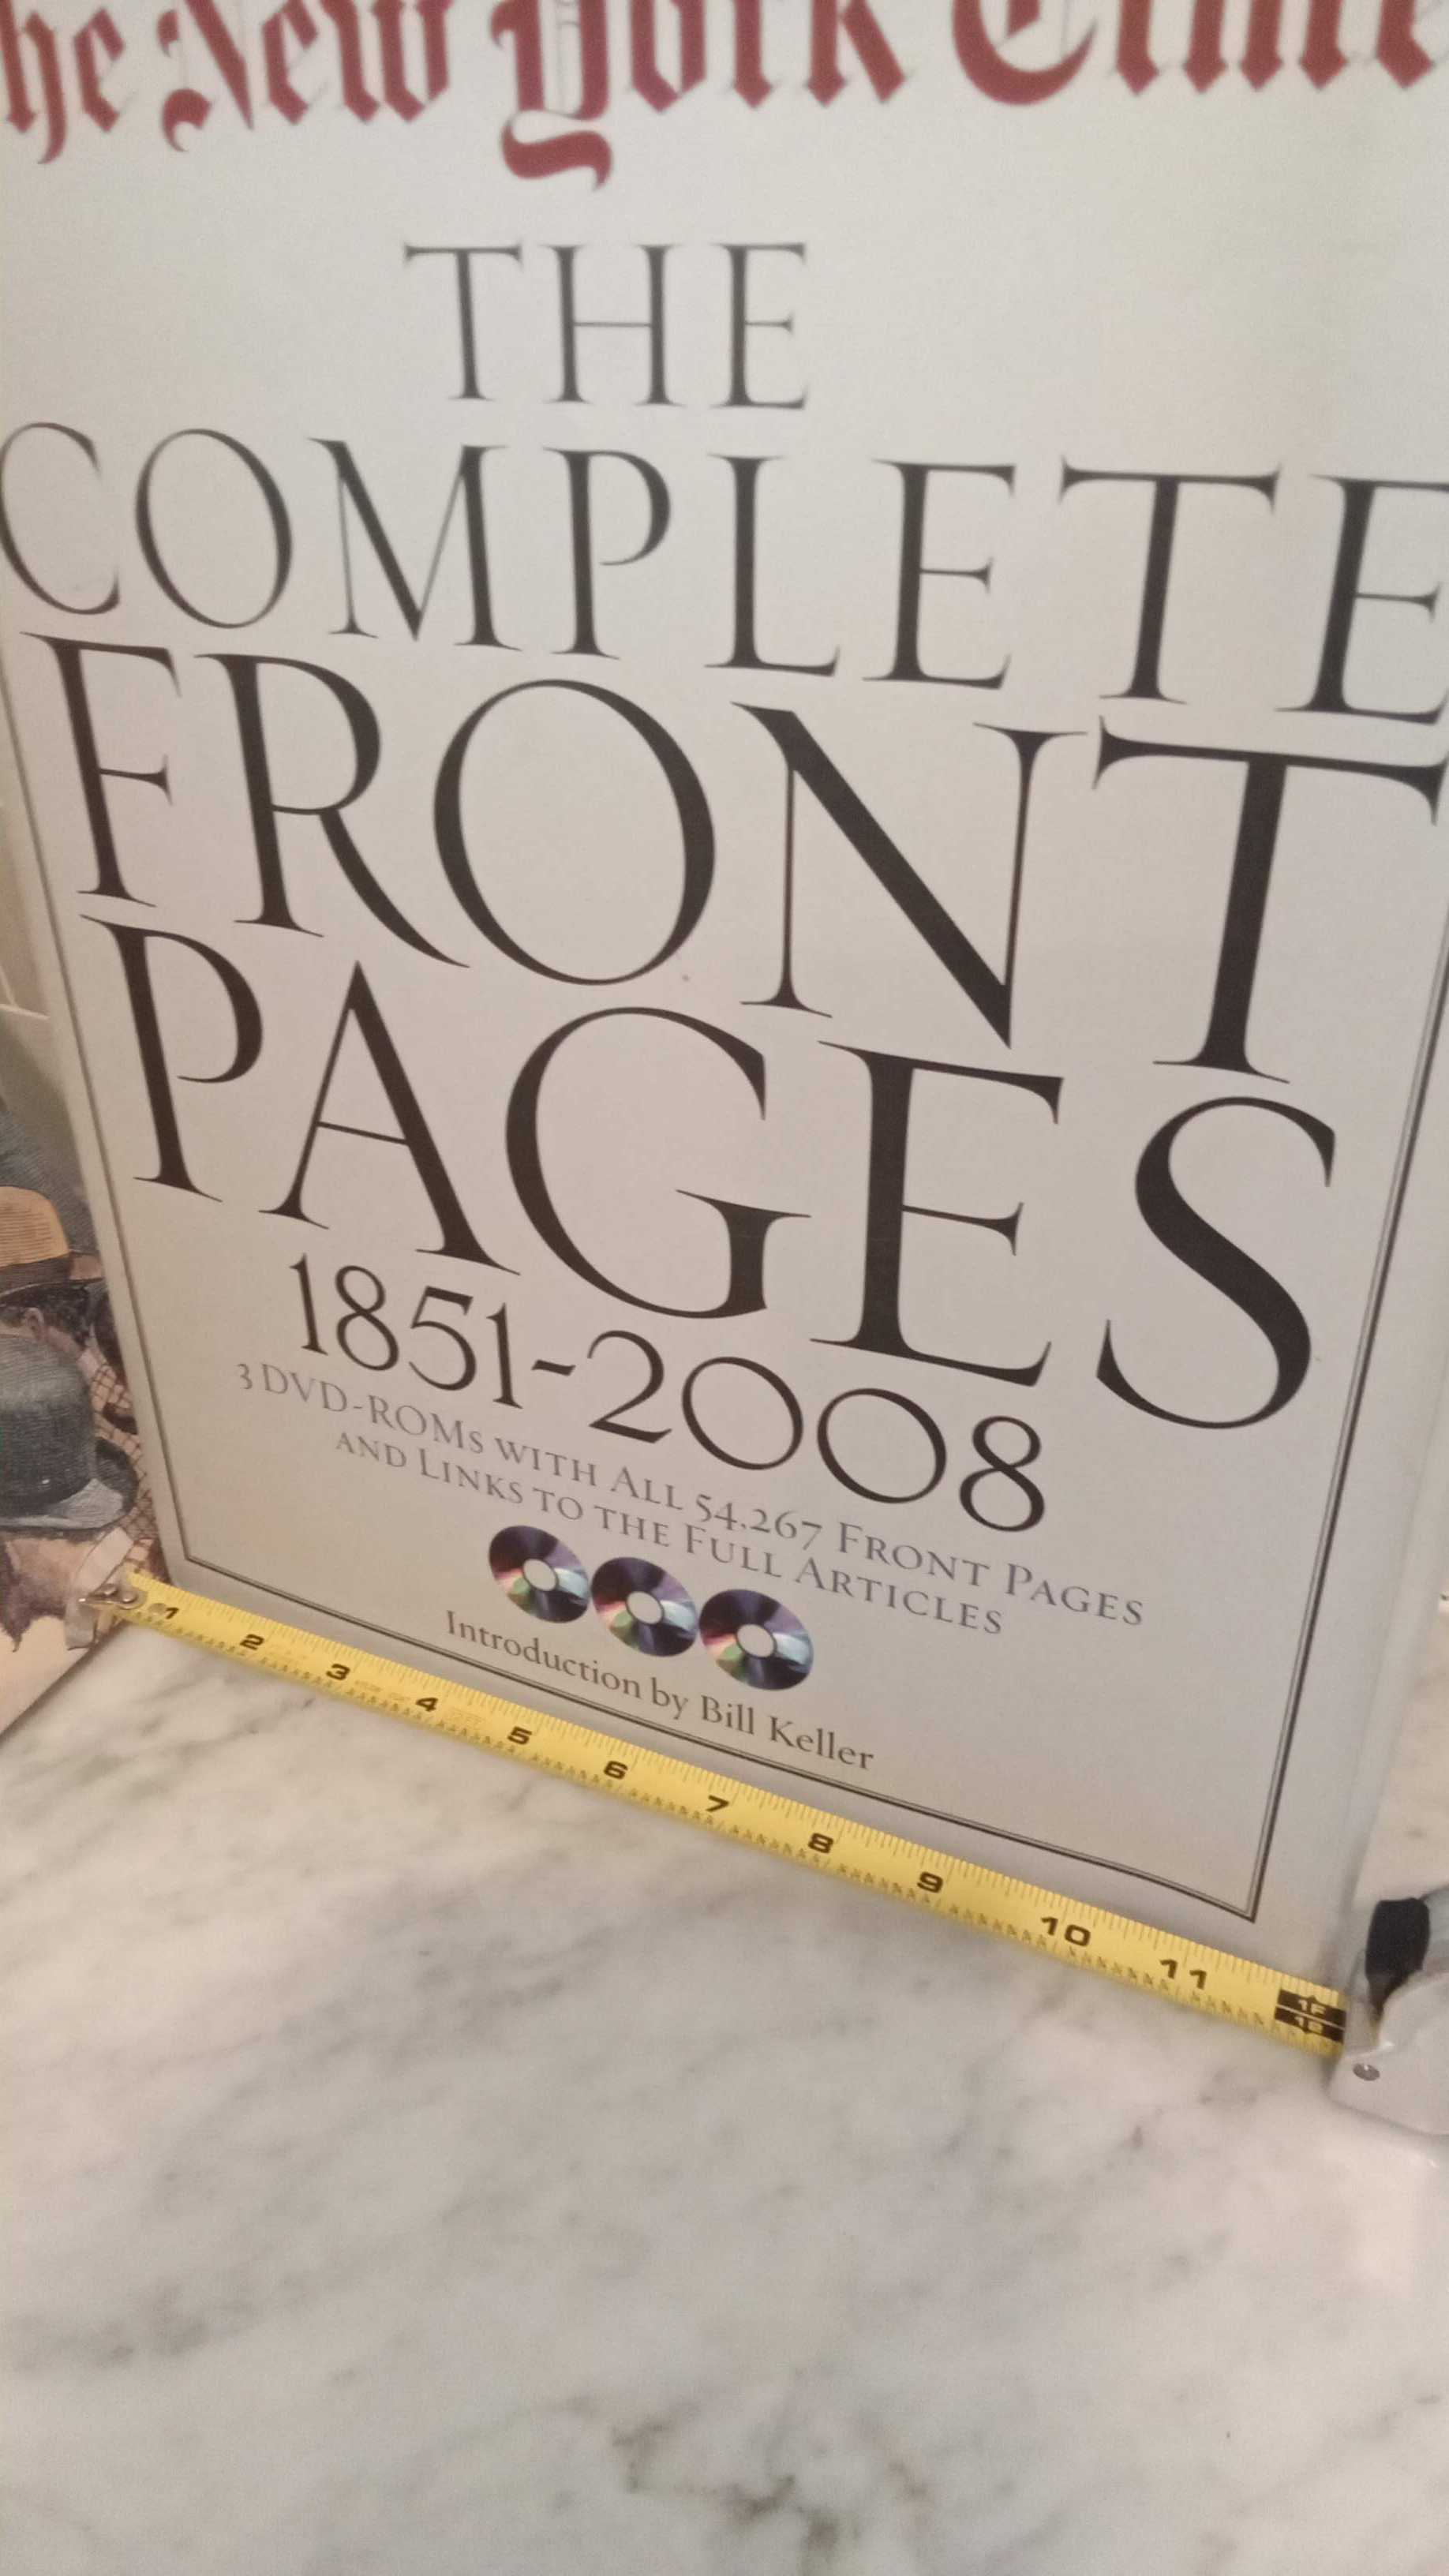 The New York Times
THE
COMPLETE
FRONT
PAGES
1851-2008
3 DVD-ROMs with All 54,267 Front Pages
and Links to the Full Articles
Introduction by Bill Keller
1 2 3 4 5 6 7 8 9 10 11 1F
12